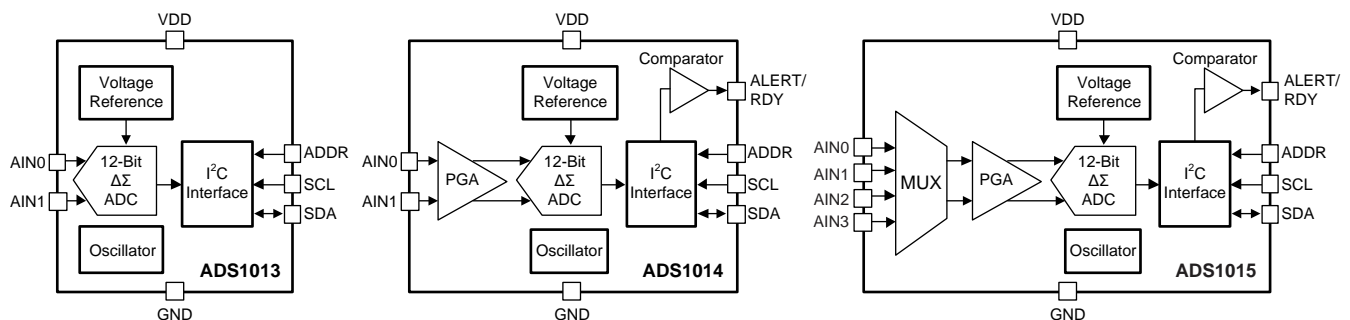 VDD
Voltage
Reference
AIN0
AIN1
12-Bit
ΔΣ
ADC
I²C
Interface
ADDR
SCL
SDA
Oscillator
ADS1013
GND
VDD
Comparator
ALERT/
RDY
Voltage
Reference
AIN0
AIN1
PGA
12-Bit
ΔΣ
ADC
I²C
Interface
ADDR
SCL
SDA
Oscillator
ADS1014
GND
VDD
Comparator
ALERT/
RDY
Voltage
Reference
AIN0
AIN1
AIN2
AIN3
MUX
PGA
12-Bit
ΔΣ
ADC
I²C
Interface
ADDR
SCL
SDA
Oscillator
ADS1015
GND